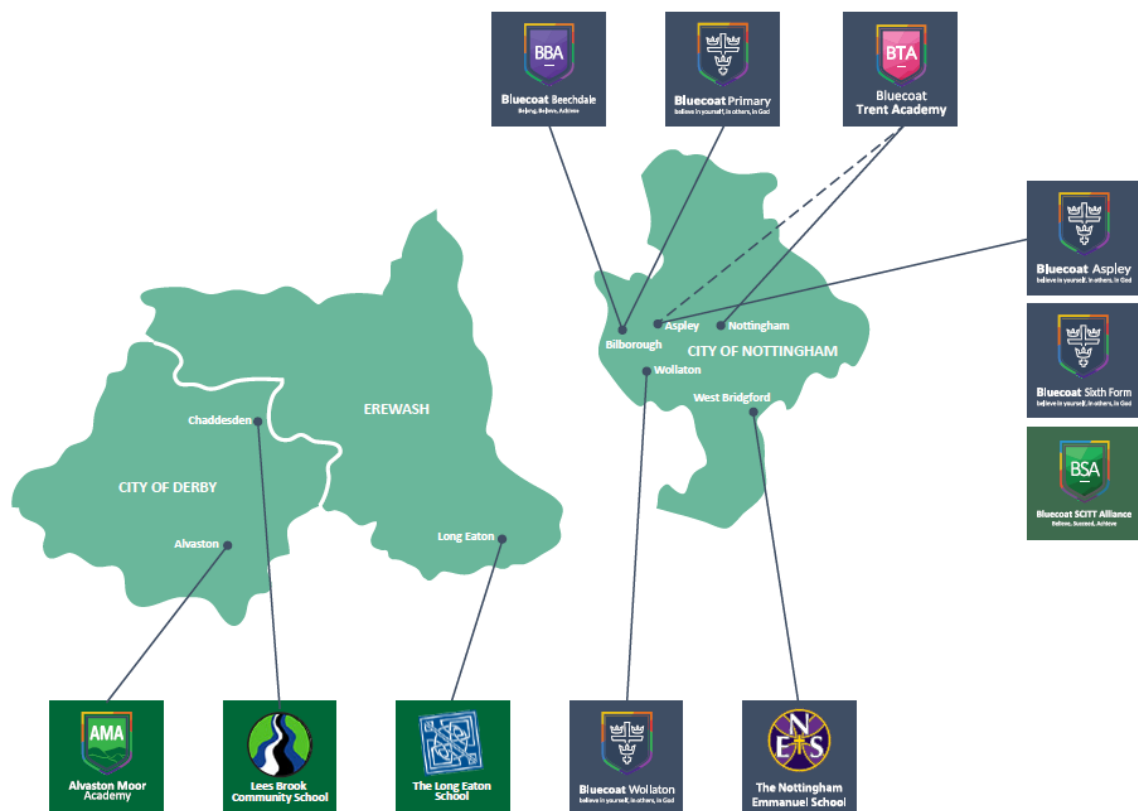 BBA
Bluecoat Beechdale
Belong, Believe, Achieve
Bluecoat Primary
believe in yourself, in others, in God
BTA
Bluecoat
Trent Academy
Bluecoat Aspley
believe in yourself, in others, in God
Aspley
Nottingham
Bilborough
CITY OF NOTTINGHAM
Wollaton
West Bridgford
Bluecoat Sixth Form
believe in yourself, in others, in God
EREWASH
Chaddesden
CITY OF DERBY
BSA
Bluecoat SCITT Alliance
Believe, Succeed, Achieve
Long Eaton
Alvaston
AMA
Alvaston Moor
Academy
Lees Brook
Community School
The Long Eaton
School
Bluecoat Wollaton
believe in yourself, in others, in God
N
E S
The Nottingham
Emmanuel School